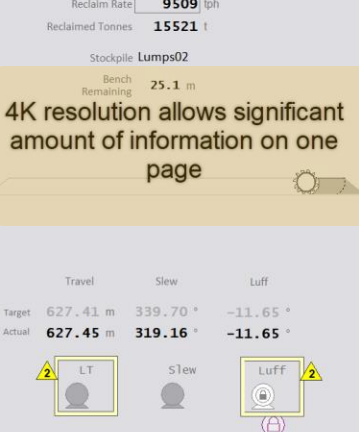 Reclaim Rate 9509 tph
Reclaimed Tonnes 15521 t
Stockpile Lumps02
Bench
Remaining 25.1 m
4K resolution allows significant
amount of information on one
page
Travel Slew Luff
Target 627.41 m 339.70 ° -11.65 °
Actual 627.45 m 319.16 ° -11.65 °
2 LT Slew Luff 2